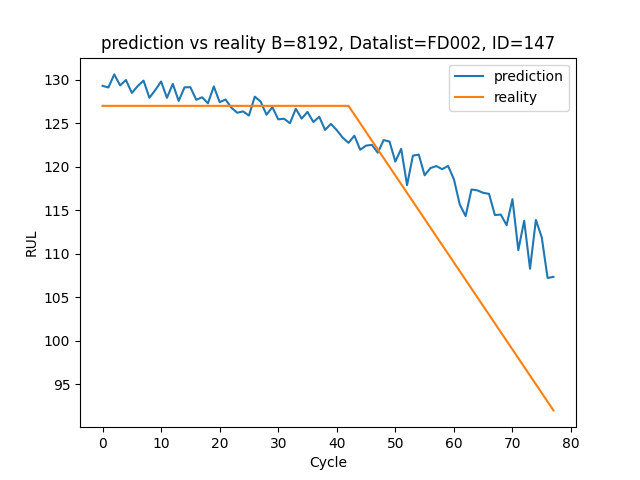 prediction vs reality B=8192, Datalist=FD002, ID=147
prediction
reality
RUL
130
125
120
115
110
105
100
95
0 10 20 30 40 50 60 70 80
Cycle